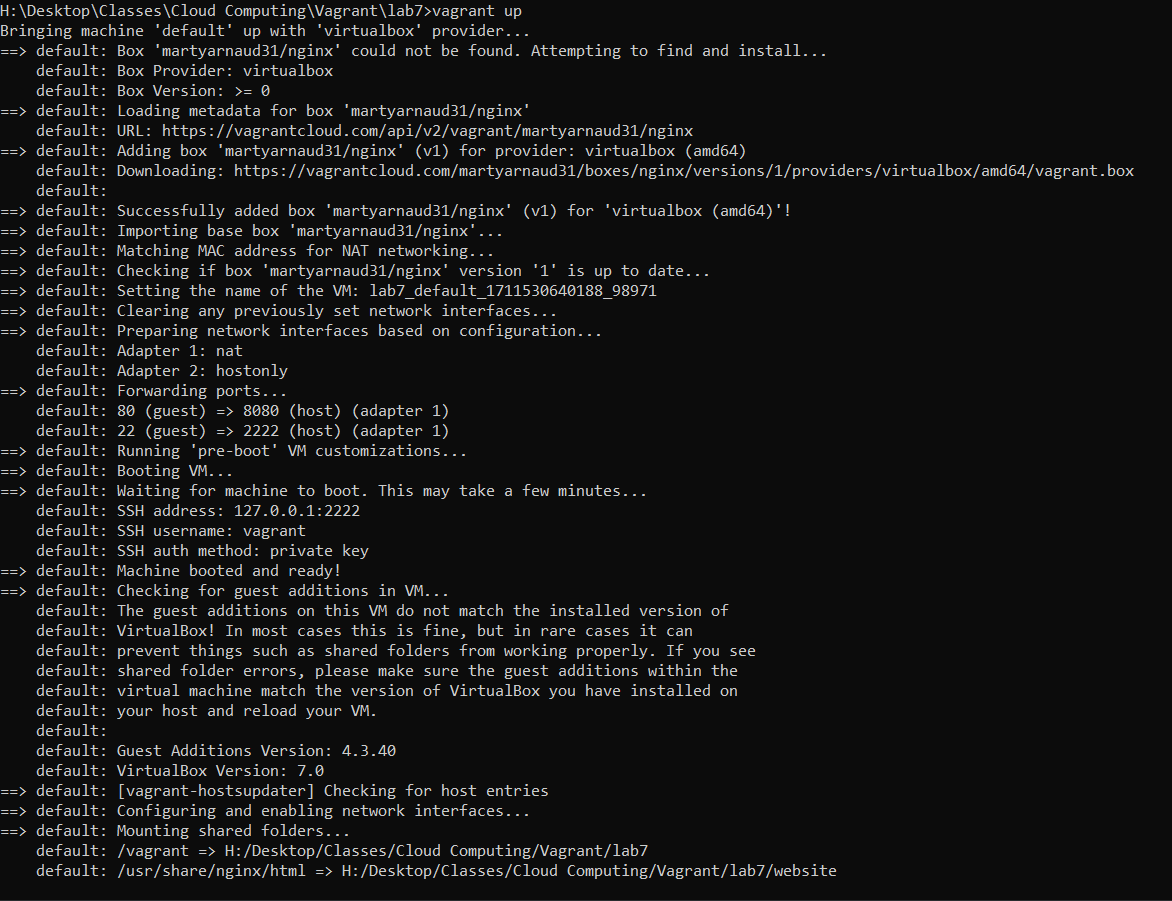 H:\Desktop\Classes\Cloud Computing\Vagrant\lab7>vagrant up
Bringing machine 'default' up with 'virtualbox' provider...
==> default: Box 'martyarnaud31/nginx' could not be found. Attempting to find and install...
    default: Box Provider: virtualbox
    default: Box Version: >= 0
==> default: Loading metadata for box 'martyarnaud31/nginx'
    default: URL: https://vagrantcloud.com/api/v2/vagrant/martyarnaud31/nginx
==> default: Adding box 'martyarnaud31/nginx' (v1) for provider: virtualbox (amd64)
    default: Downloading: https://vagrantcloud.com/martyarnaud31/boxes/nginx/versions/1/providers/virtualbox/amd64/vagrant.box
    default:
==> default: Successfully added box 'martyarnaud31/nginx' (v1) for 'virtualbox (amd64)'!
==> default: Importing base box 'martyarnaud31/nginx'...
==> default: Matching MAC address for NAT networking...
==> default: Checking if box 'martyarnaud31/nginx' version '1' is up to date...
==> default: Setting the name of the VM: lab7_default_1711530640188_98971
==> default: Clearing any previously set network interfaces...
==> default: Preparing network interfaces based on configuration...
    default: Adapter 1: nat
    default: Adapter 2: hostonly
==> default: Forwarding ports...
    default: 80 (guest) => 8080 (host) (adapter 1)
    default: 22 (guest) => 2222 (host) (adapter 1)
==> default: Running 'pre-boot' VM customizations...
==> default: Booting VM...
==> default: Waiting for machine to boot. This may take a few minutes...
    default: SSH address: 127.0.0.1:2222
    default: SSH username: vagrant
    default: SSH auth method: private key
==> default: Machine booted and ready!
==> default: Checking for guest additions in VM...
    default: The guest additions on this VM do not match the installed version of
    default: VirtualBox! In most cases this is fine, but in rare cases it can
    default: prevent things such as shared folders from working properly. If you see
    default: shared folder errors, please make sure the guest additions within the
    default: virtual machine match the version of VirtualBox you have installed on
    default: your host and reload your VM.
    default:
    default: Guest Additions Version: 4.3.40
    default: VirtualBox Version: 7.0
==> default: [vagrant-hostsupdater] Checking for host entries
==> default: Configuring and enabling network interfaces...
==> default: Mounting shared folders...
    default: /vagrant => H:/Desktop/Classes/Cloud Computing/Vagrant/lab7
    default: /usr/share/nginx/html => H:/Desktop/Classes/Cloud Computing/Vagrant/lab7/website